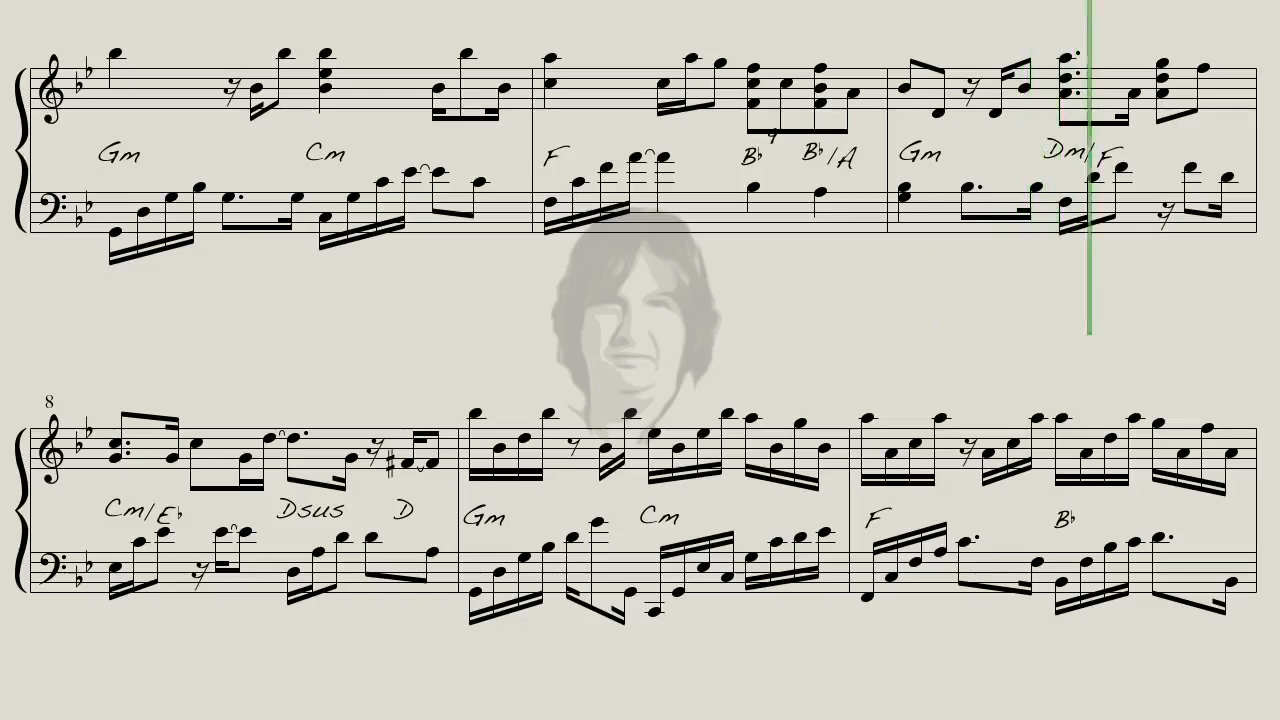 Gm Cm F B♭ B♭/A Gm Dm/F
8
Cm/E♭ Dsus D Gm Cm F B♭